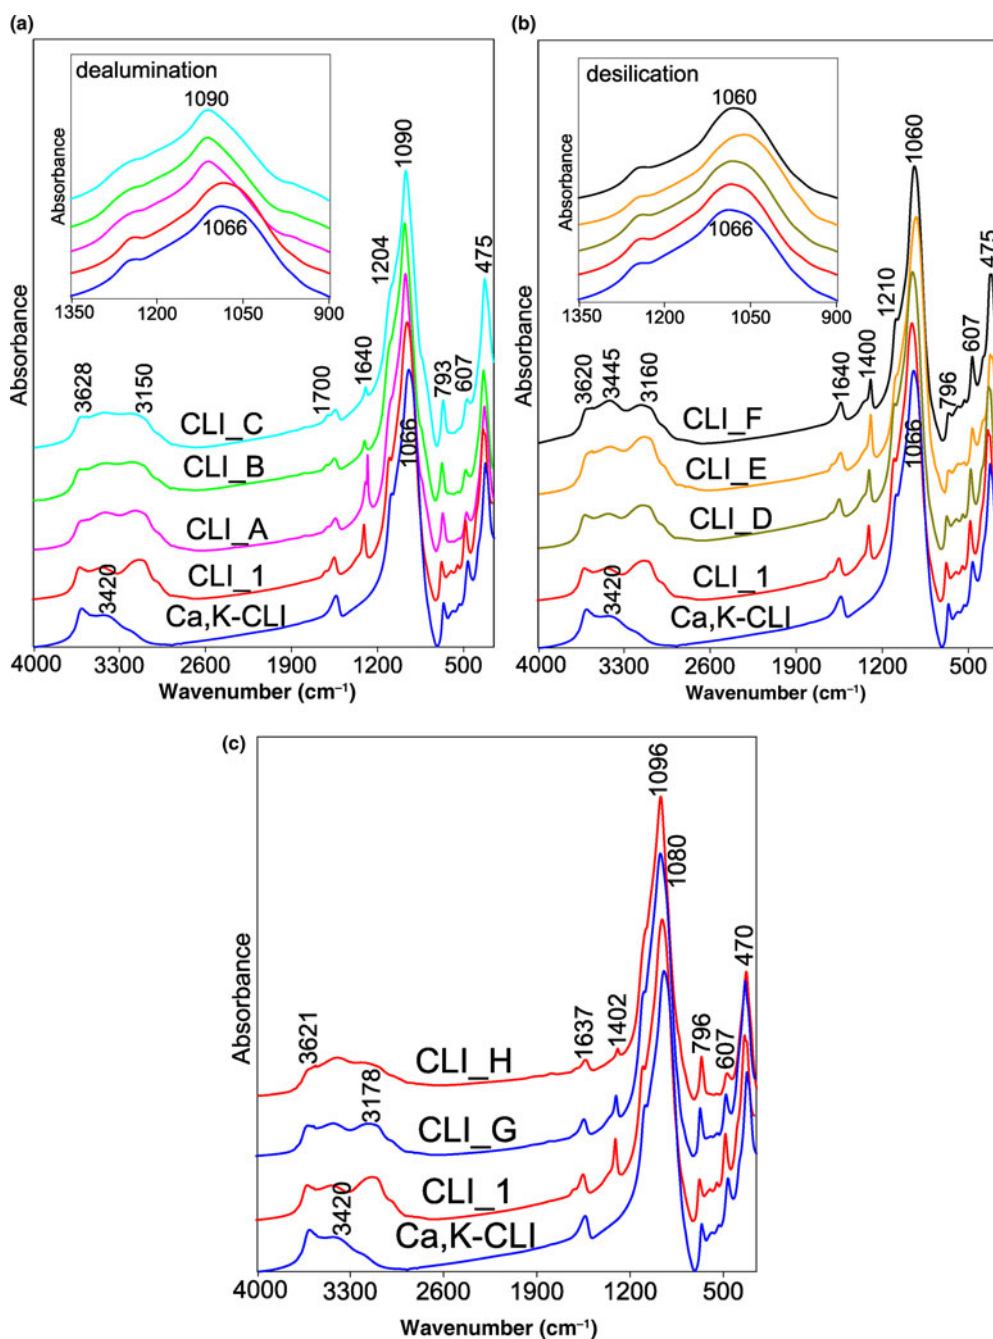 (a)
dealumination
1090
1066
Absorbance
1350
1200
1050
900
1090
1204
475
Absorbance
3628
3150
1700
1640
1066
793
607
CLI_C
CLI_B
CLI_A
CLI_1
3420
Ca,K-CLI
4000
3300
2600
1900
1200
500
Wavenumber (cm⁻¹)
(b)
desilication
1060
1066
Absorbance
1350
1200
1050
900
1060
1210
475
Absorbance
3620
3445
3160
1640
1400
1066
796
607
CLI_F
CLI_E
CLI_D
CLI_1
3420
Ca,K-CLI
4000
3300
2600
1900
1200
500
Wavenumber (cm⁻¹)
(c)
1096
1080
470
Absorbance
3621
3178
1637
1402
796
607
CLI_H
CLI_G
CLI_1
3420
Ca,K-CLI
4000
3300
2600
1900
1200
500
Wavenumber (cm⁻¹)